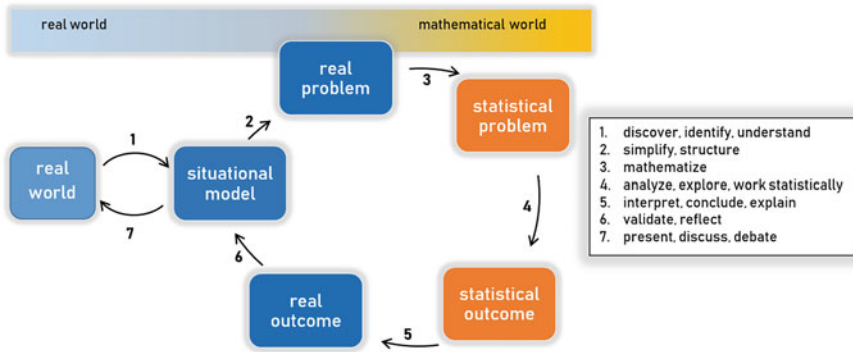 real world
mathematical world
real
problem
3
statistical
problem
2
1
real
world
situational
model
7
4
6
real
outcome
5
statistical
outcome
1. discover, identify, understand
2. simplify, structure
3. mathematize
4. analyze, explore, work statistically
5. interpret, conclude, explain
6. validate, reflect
7. present, discuss, debate